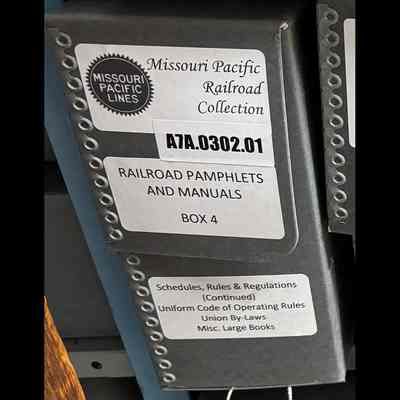 MISSOURI
PACIFIC
LINES
Missouri Pacific
Railroad
Collection
A7A.0302.01
RAILROAD PAMPHLETS
AND MANUALS
BOX 4
Schedules, Rules & Regulations
(Continued)
Uniform Code of Operating Rules
Union By-Laws
Misc. Large Books